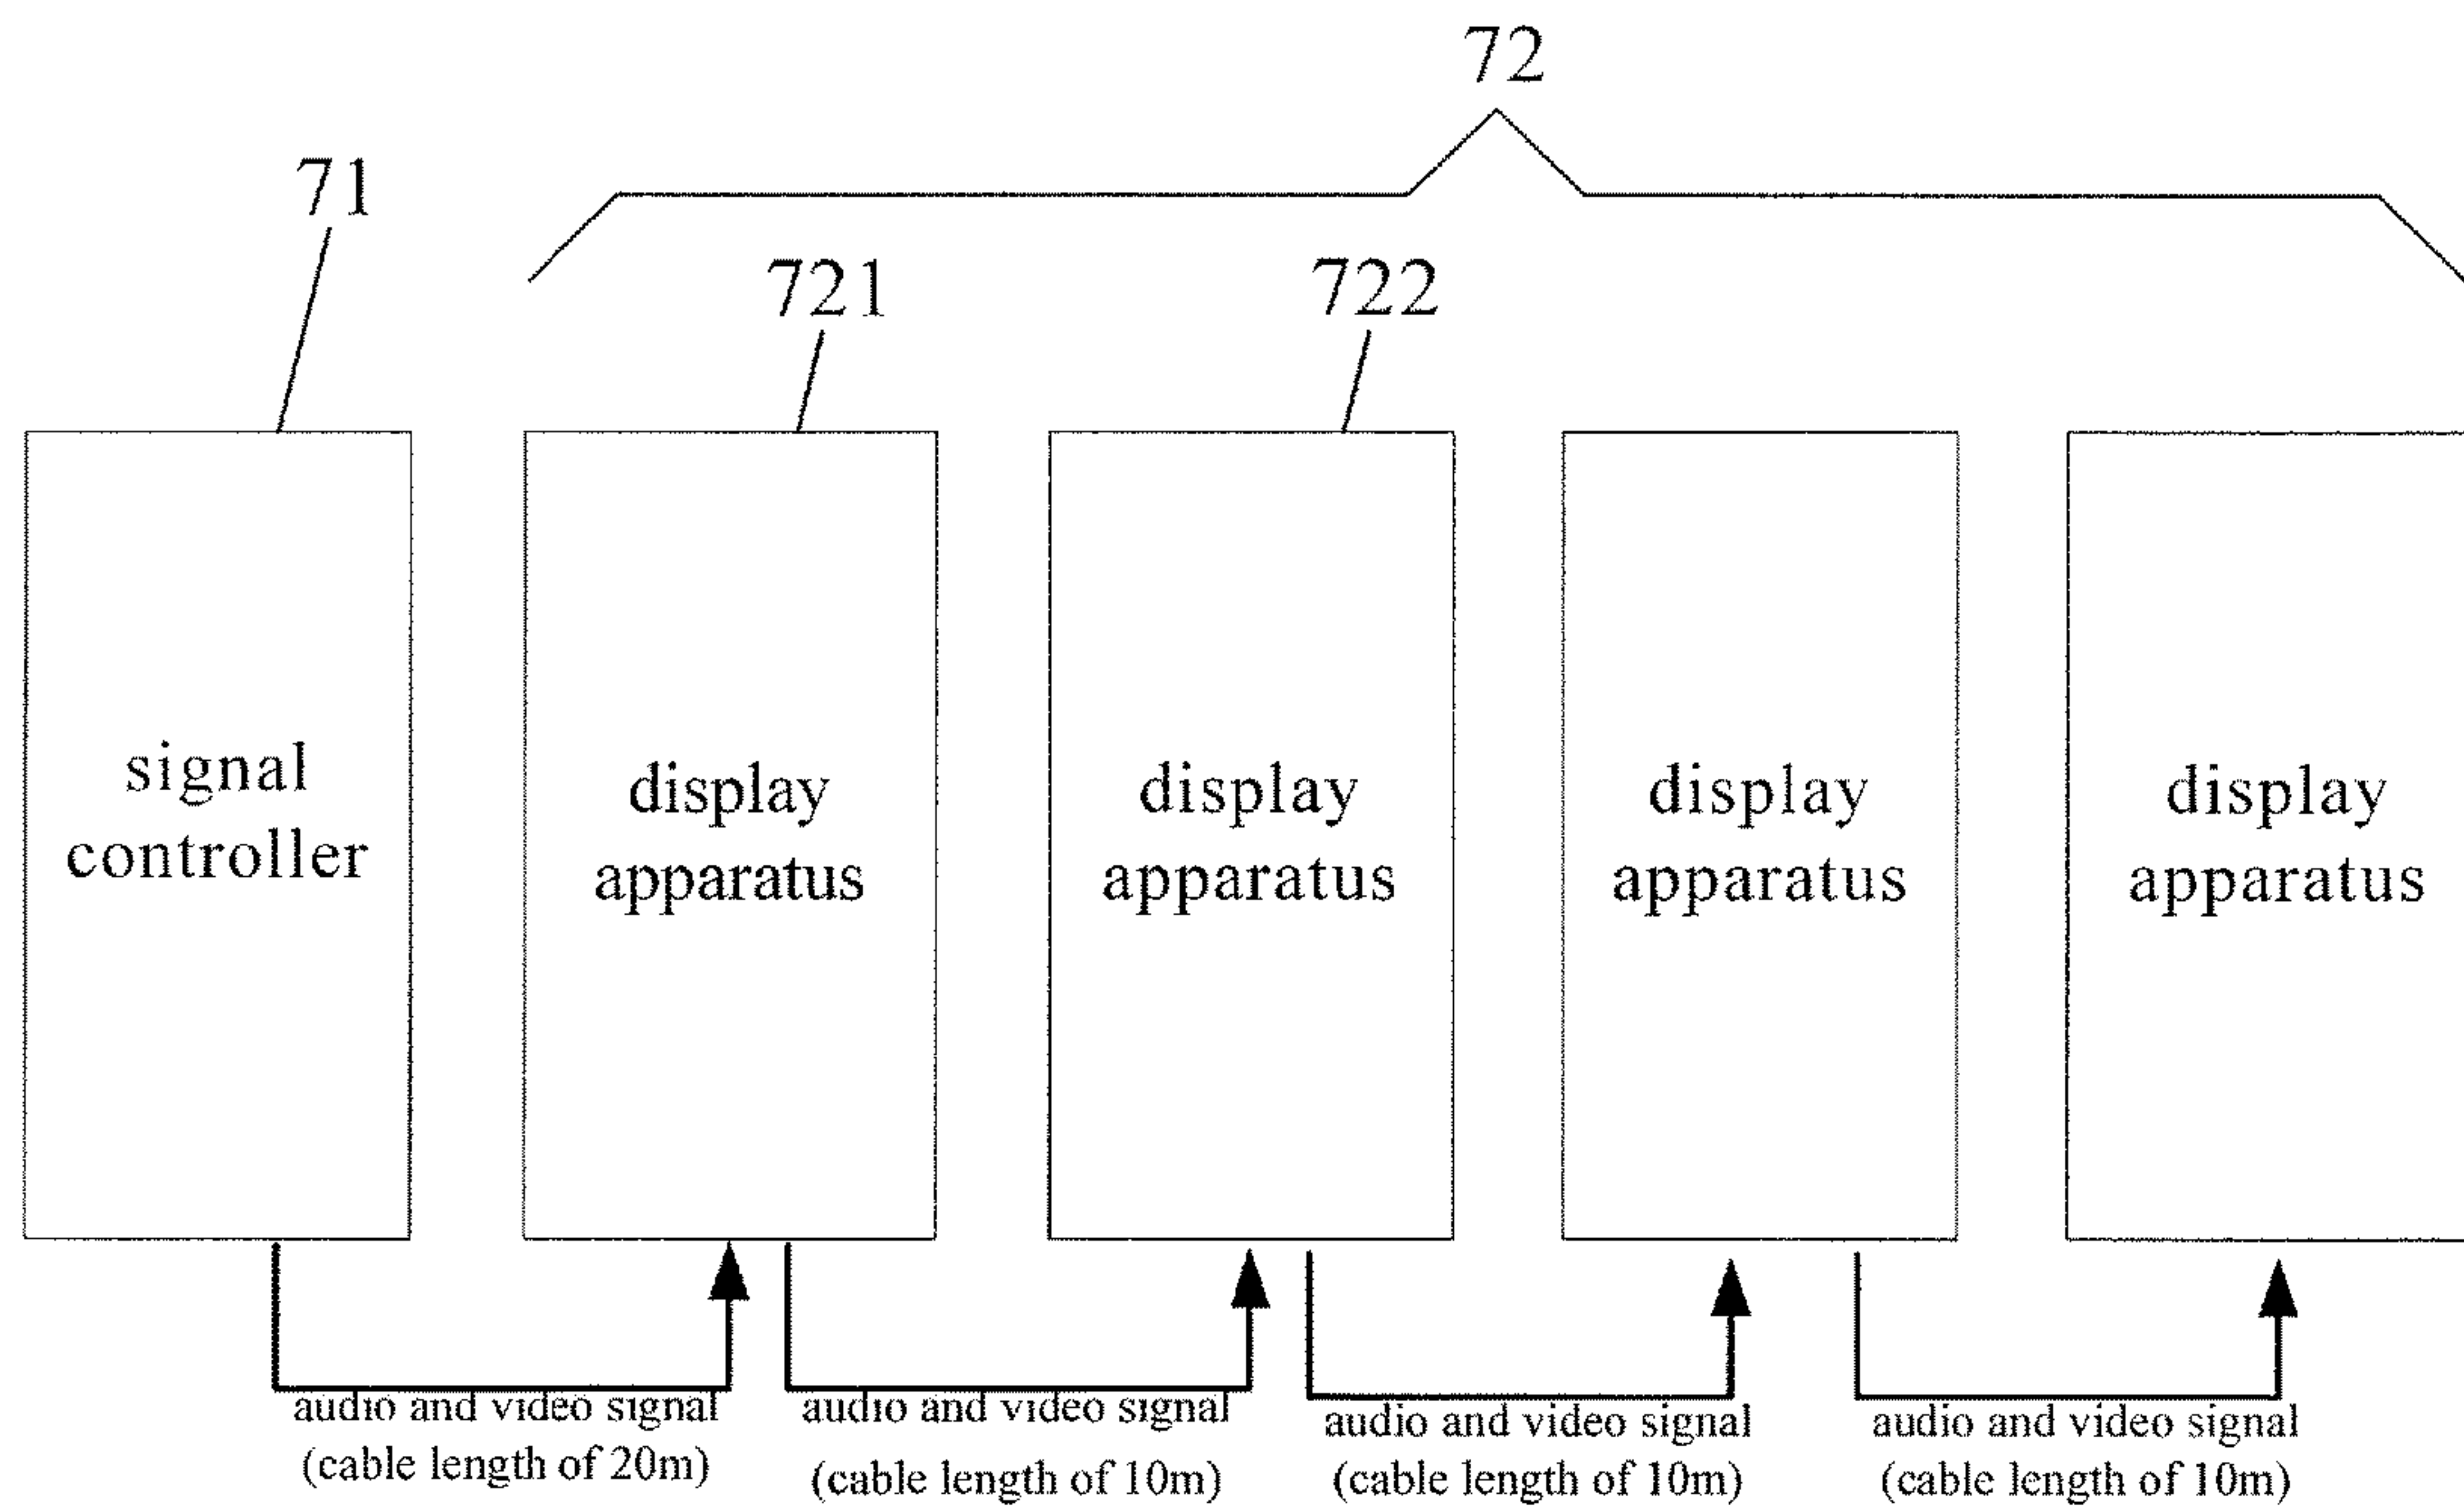 72
71
721
722
signal
controller
display
apparatus
display
apparatus
display
apparatus
display
apparatus
audio and video signal
(cable length of 20m)
audio and video signal
(cable length of 10m)
audio and video signal
(cable length of 10m)
audio and video signal
(cable length of 10m)